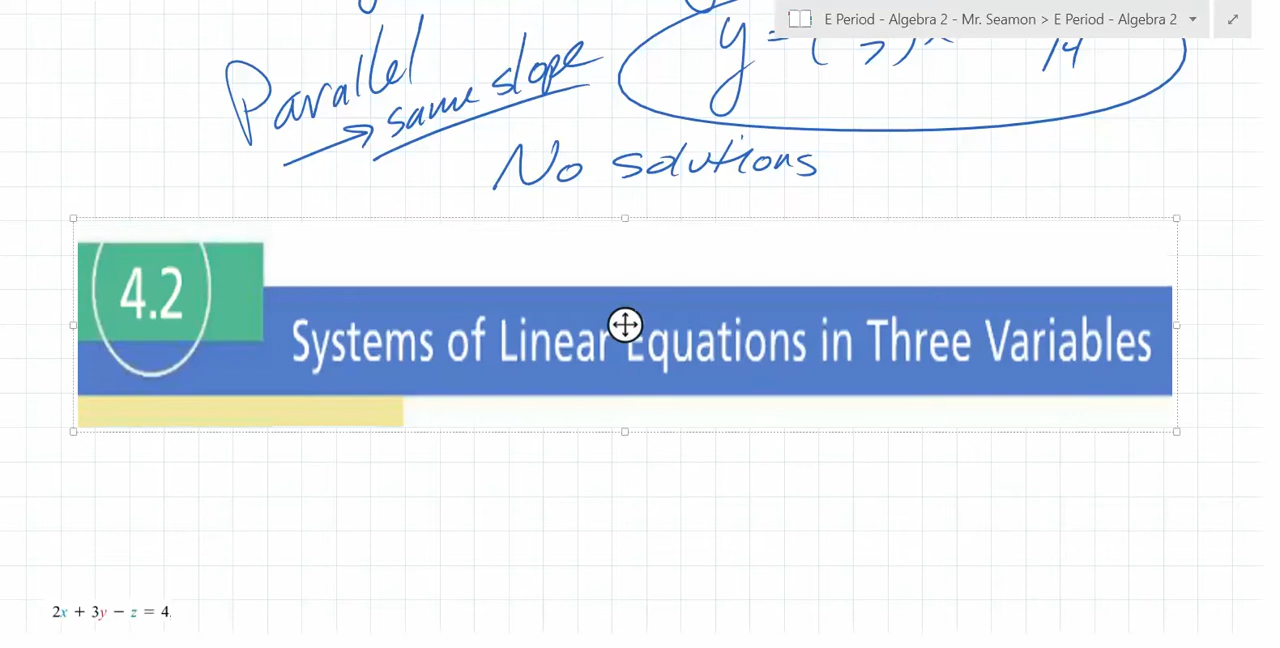 E Period - Algebra 2 - Mr. Seamon > E Period - Algebra 2
Parallel
→ same slope
y = (
14
No solutions
4.2
Systems of Linear Equations in Three Variables
2x + 3y − z = 4.